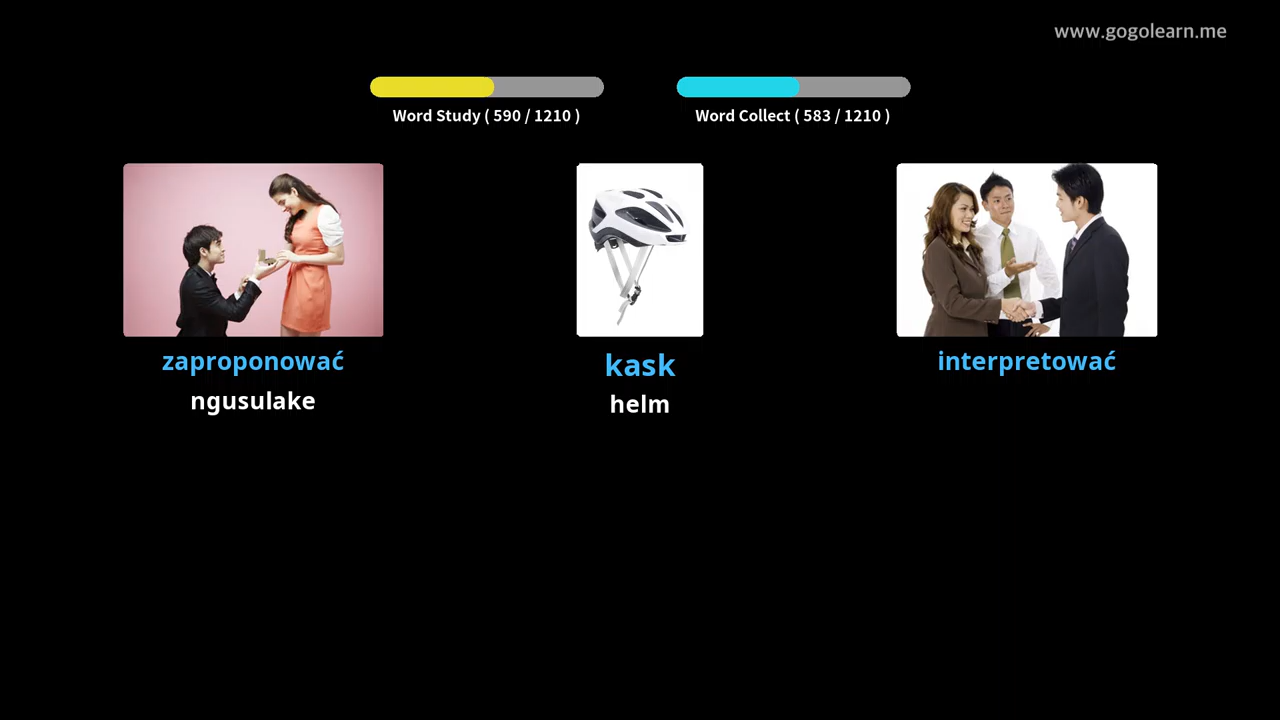 www.gogolearn.me
Word Study ( 590 / 1210 )
Word Collect ( 583 / 1210 )
zaproponować
ngusulake
kask
helm
interpretować